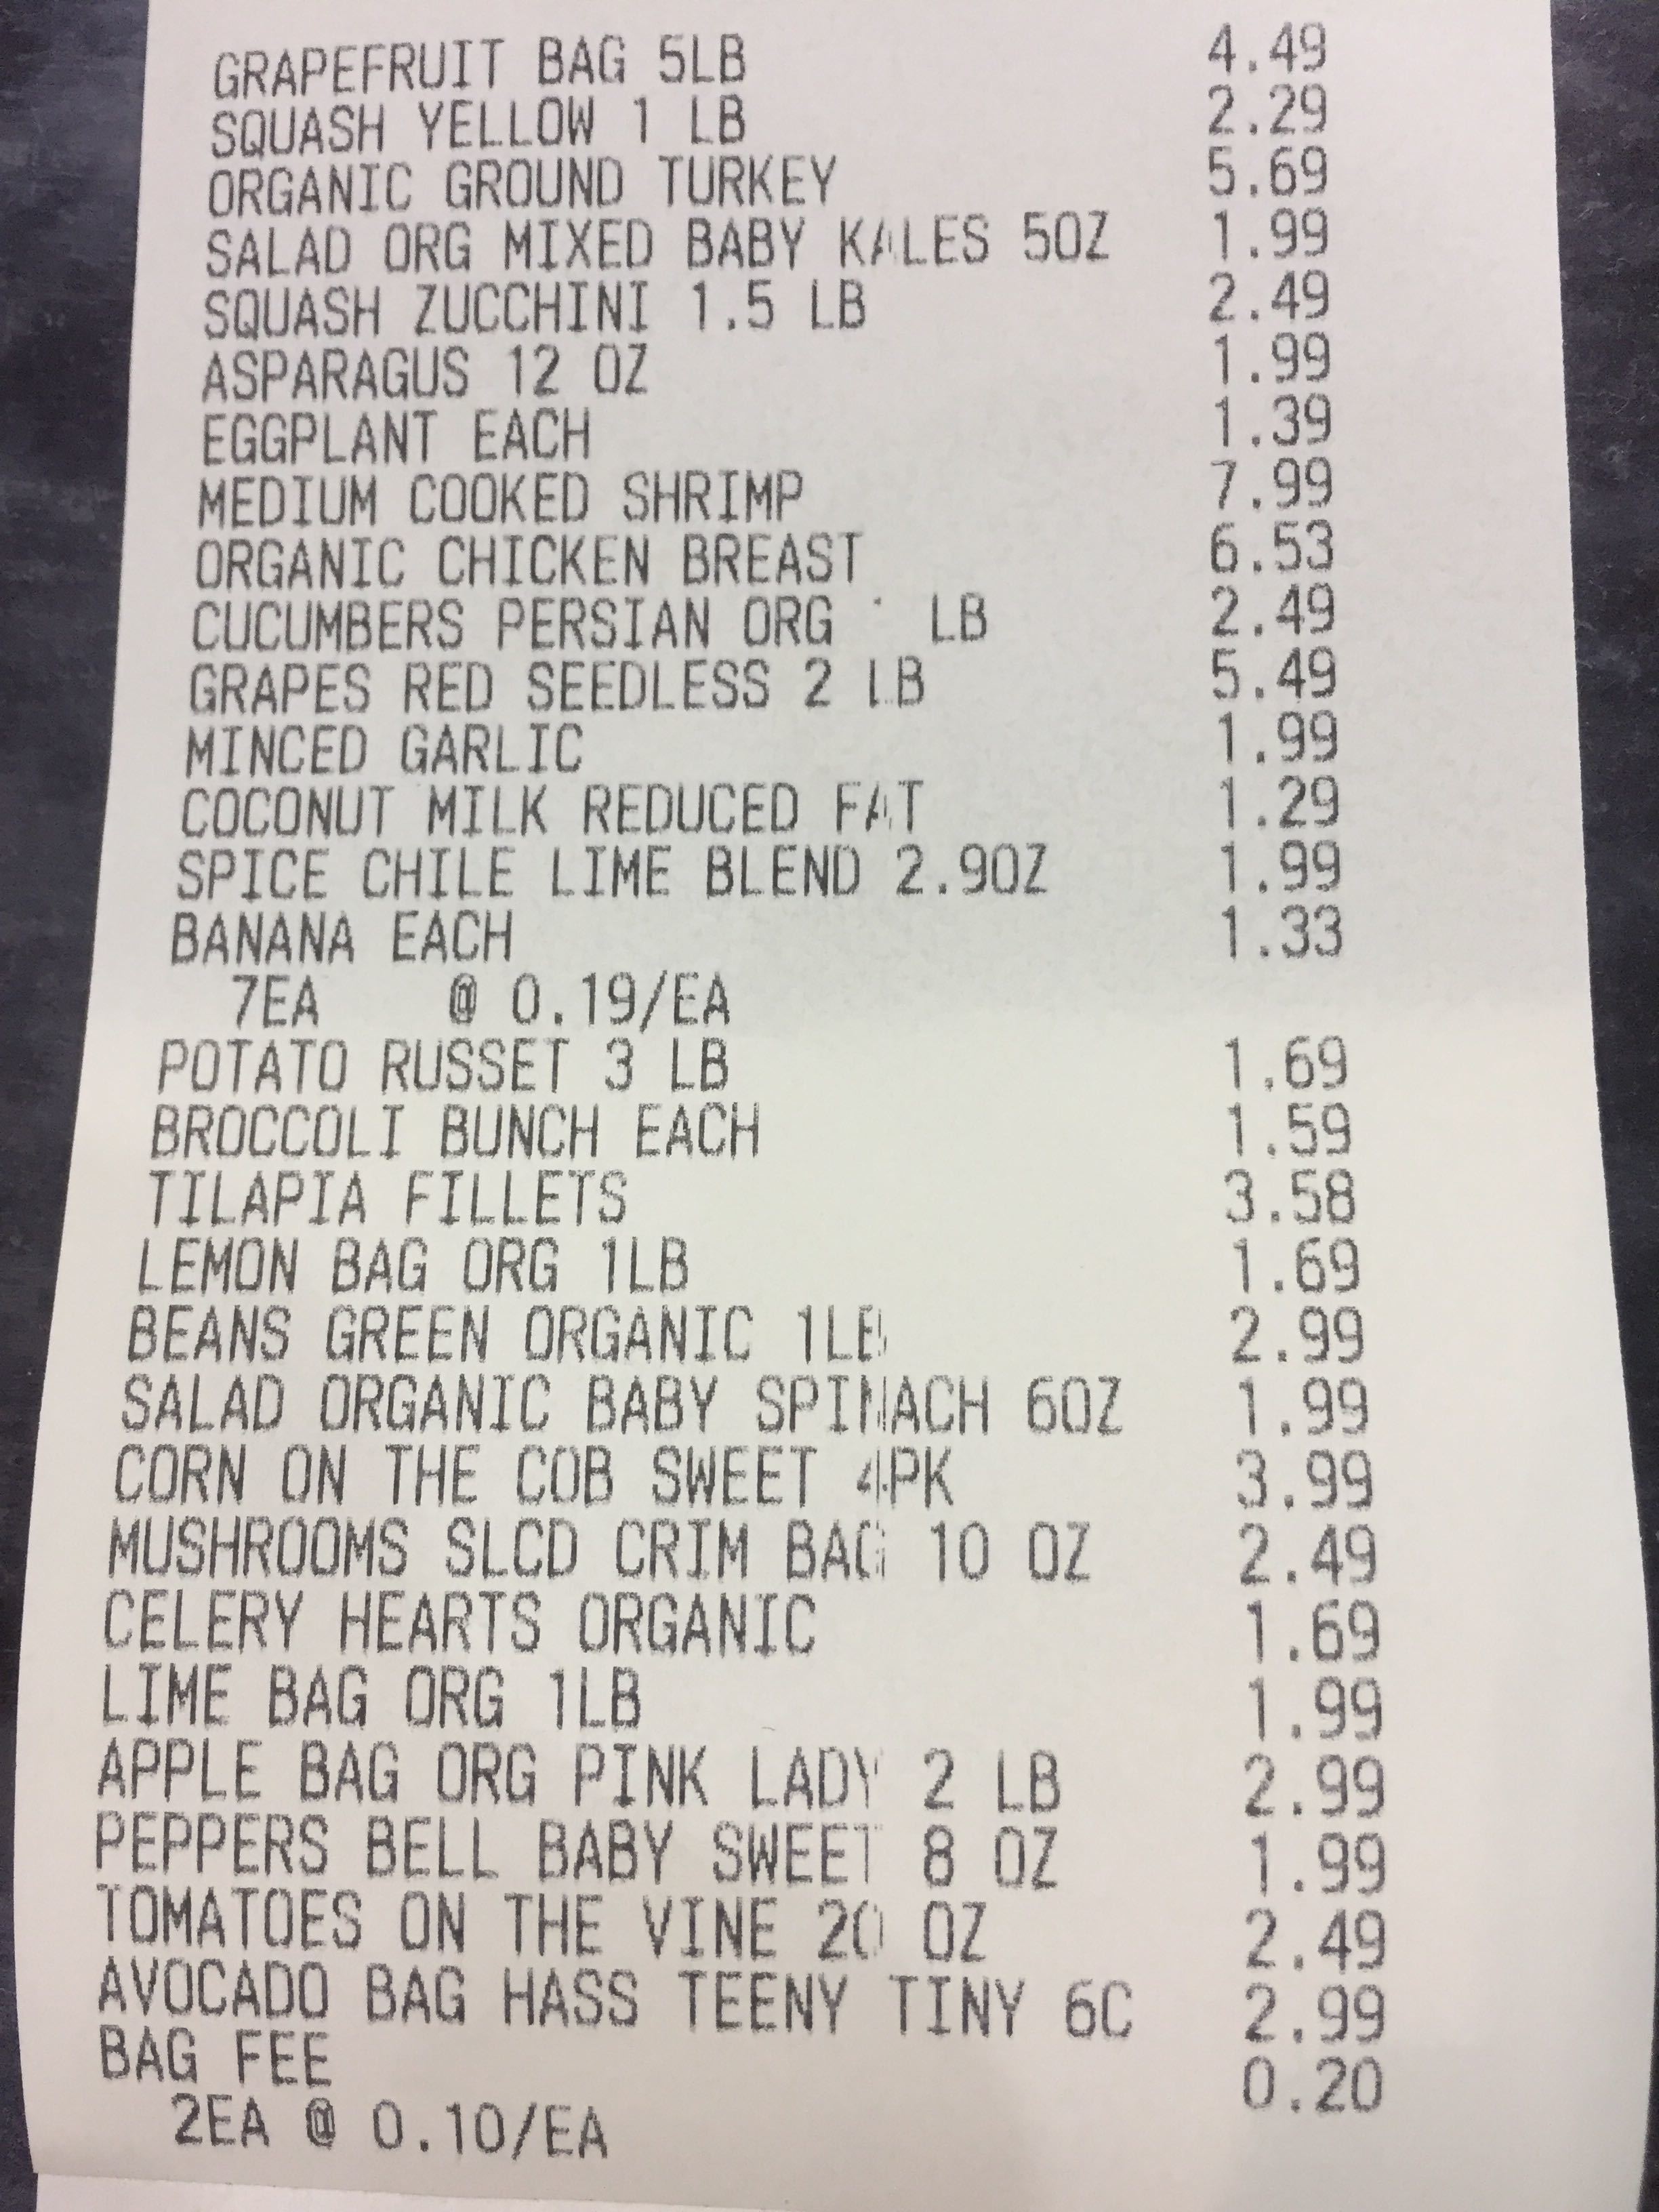 GRAPEFRUIT BAG 5LB 4.49
SQUASH YELLOW 1 LB 2.29
ORGANIC GROUND TURKEY 5.69
SALAD ORG MIXED BABY KALES 5OZ 1.99
SQUASH ZUCCHINI 1.5 LB 2.49
ASPARAGUS 12 OZ 1.99
EGGPLANT EACH 1.39
MEDIUM COOKED SHRIMP 7.99
ORGANIC CHICKEN BREAST 6.53
CUCUMBERS PERSIAN ORG LB 2.49
GRAPES RED SEEDLESS 2 LB 5.49
MINCED GARLIC 1.99
COCONUT MILK REDUCED FAT 1.29
SPICE CHILE LIME BLEND 2.9OZ 1.99
BANANA EACH 1.33
7EA @ 0.19/EA
POTATO RUSSET 3 LB 1.69
BROCCOLI BUNCH EACH 1.59
TILAPIA FILLETS 3.58
LEMON BAG ORG 1LB 1.69
BEANS GREEN ORGANIC 1LB 2.99
SALAD ORGANIC BABY SPINACH 6OZ 1.99
CORN ON THE COB SWEET 4PK 3.99
MUSHROOMS SLCD CRIM BAG 10 OZ 2.49
CELERY HEARTS ORGANIC 1.69
LIME BAG ORG 1LB 1.99
APPLE BAG ORG PINK LADY 2 LB 2.99
PEPPERS BELL BABY SWEET 8 OZ 1.99
TOMATOES ON THE VINE 20 OZ 2.49
AVOCADO BAG HASS TEENY TINY 6C 2.99
BAG FEE 0.20
2EA @ 0.10/EA